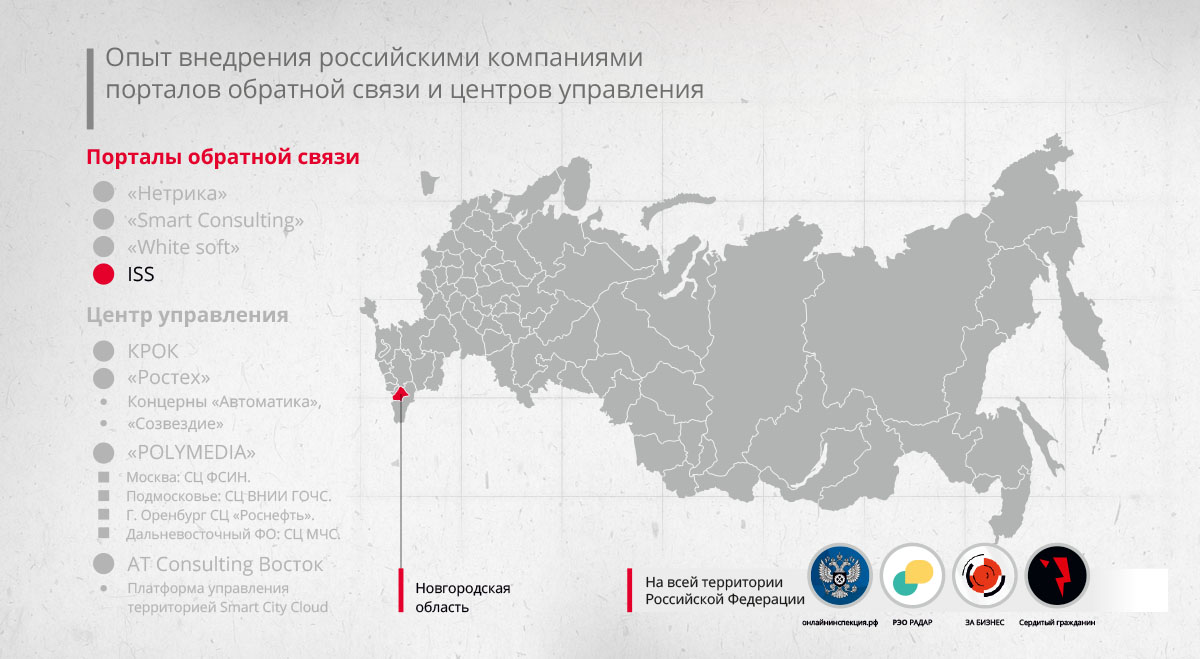 Опыт внедрения российскими компаниями
порталов обратной связи и центров управления
Порталы обратной связи
«Нетрика»
«Smart Consulting»
«White soft»
ISS
Центр управления
КРОК
«Ростех»
Концерны «Автоматика»,
«Созвездие»
«POLYMEDIA»
Москва: СЦ ФСИН.
Подмосковье: СЦ ВНИИ ГОЧС.
Г. Оренбург СЦ «Роснефть».
Дальневосточный ФО: СЦ МЧС.
AT Consulting Восток
Платформа управления
территорией Smart City Cloud
Новгородская
область
На всей территории
Российской Федерации
онлайнинспекция.рф
РЭО РАДАР
ЗА БИЗНЕС
Сердитый гражданин